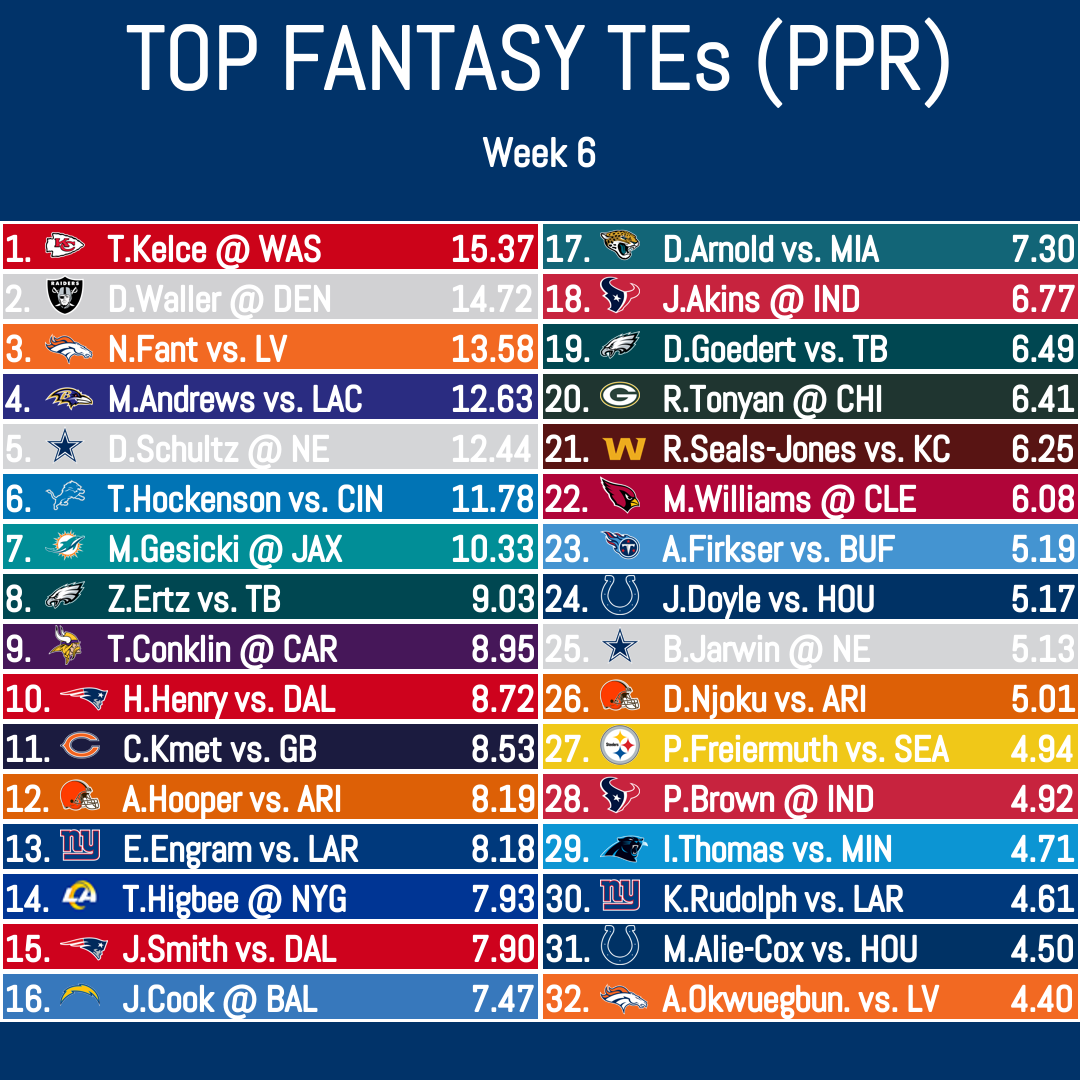 TOP FANTASY TEs (PPR)
Week 6
1. T.Kelce @ WAS 15.37
2. D.Waller @ DEN 14.72
3. N.Fant vs. LV 13.58
4. M.Andrews vs. LAC 12.63
5. D.Schultz @ NE 12.44
6. T.Hockenson vs. CIN 11.78
7. M.Gesicki @ JAX 10.33
8. Z.Ertz vs. TB 9.03
9. T.Conklin @ CAR 8.95
10. H.Henry vs. DAL 8.72
11. C.Kmet vs. GB 8.53
12. A.Hooper vs. ARI 8.19
13. E.Engram vs. LAR 8.18
14. T.Higbee @ NYG 7.93
15. J.Smith vs. DAL 7.90
16. J.Cook @ BAL 7.47
17. D.Arnold vs. MIA 7.30
18. J.Akins @ IND 6.77
19. D.Goedert vs. TB 6.49
20. R.Tonyan @ CHI 6.41
21. R.Seals-Jones vs. KC 6.25
22. M.Williams @ CLE 6.08
23. A.Firkser vs. BUF 5.19
24. J.Doyle vs. HOU 5.17
25. B.Jarwin @ NE 5.13
26. D.Njoku vs. ARI 5.01
27. P.Freiermuth vs. SEA 4.94
28. P.Brown @ IND 4.92
29. I.Thomas vs. MIN 4.71
30. K.Rudolph vs. LAR 4.61
31. M.Alie-Cox vs. HOU 4.50
32. A.Okwuegbun. vs. LV 4.40